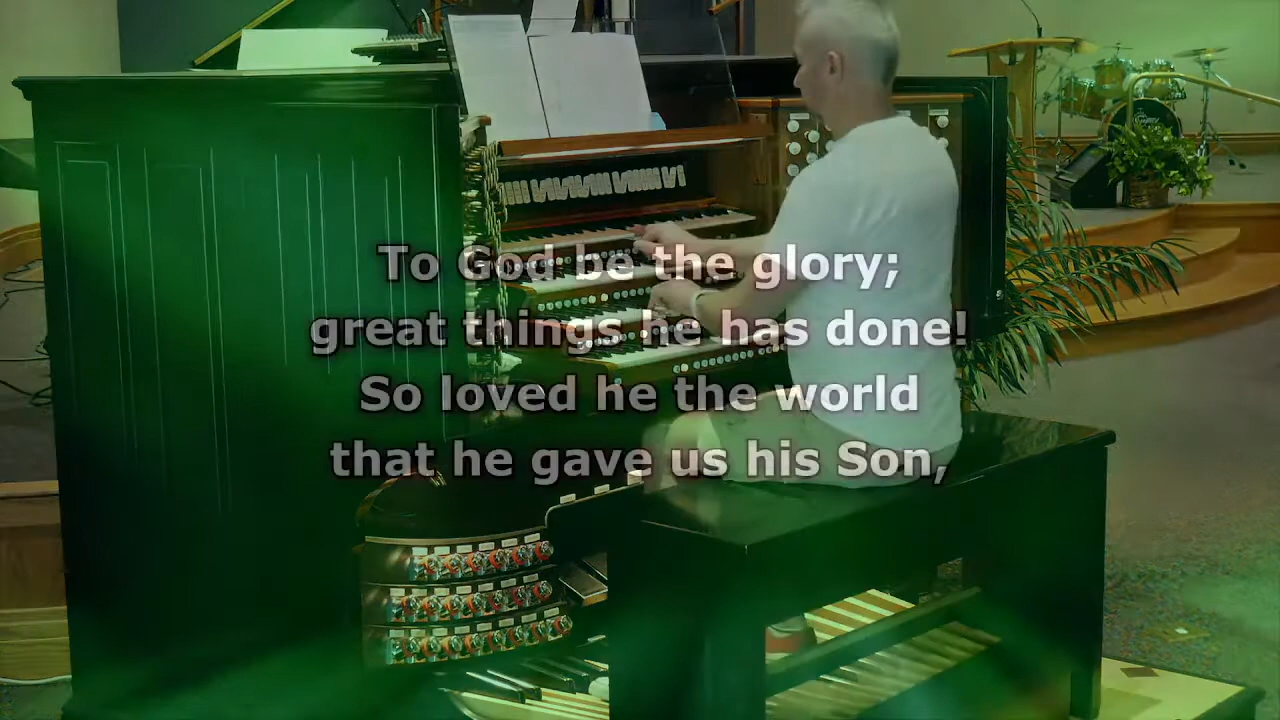 To God be the glory;
great things he has done!
So loved he the world
that he gave us his Son,